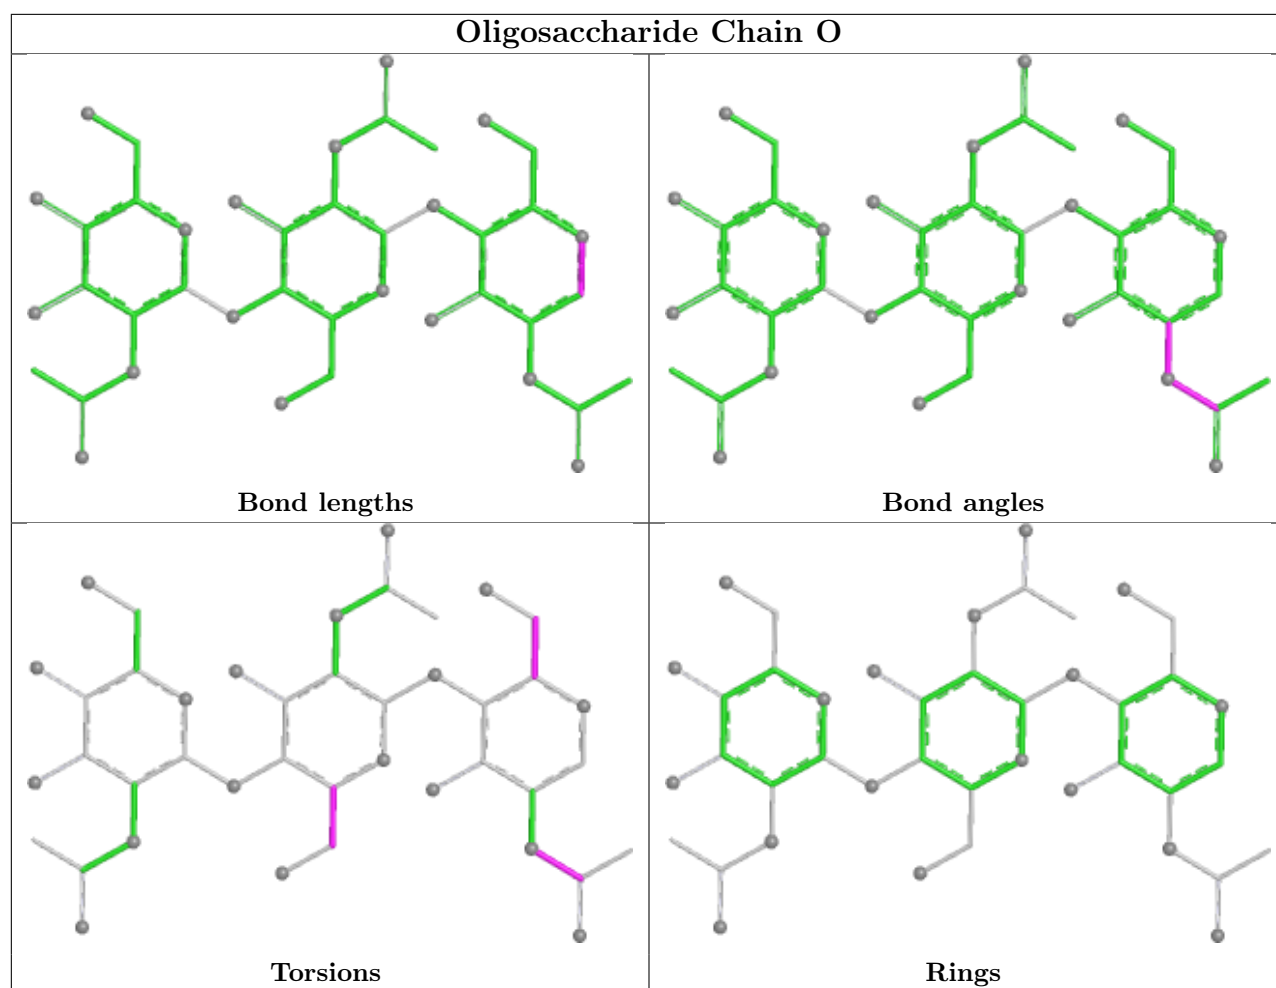 Oligosaccharide Chain O
Bond lengths
Bond angles
Torsions
Rings